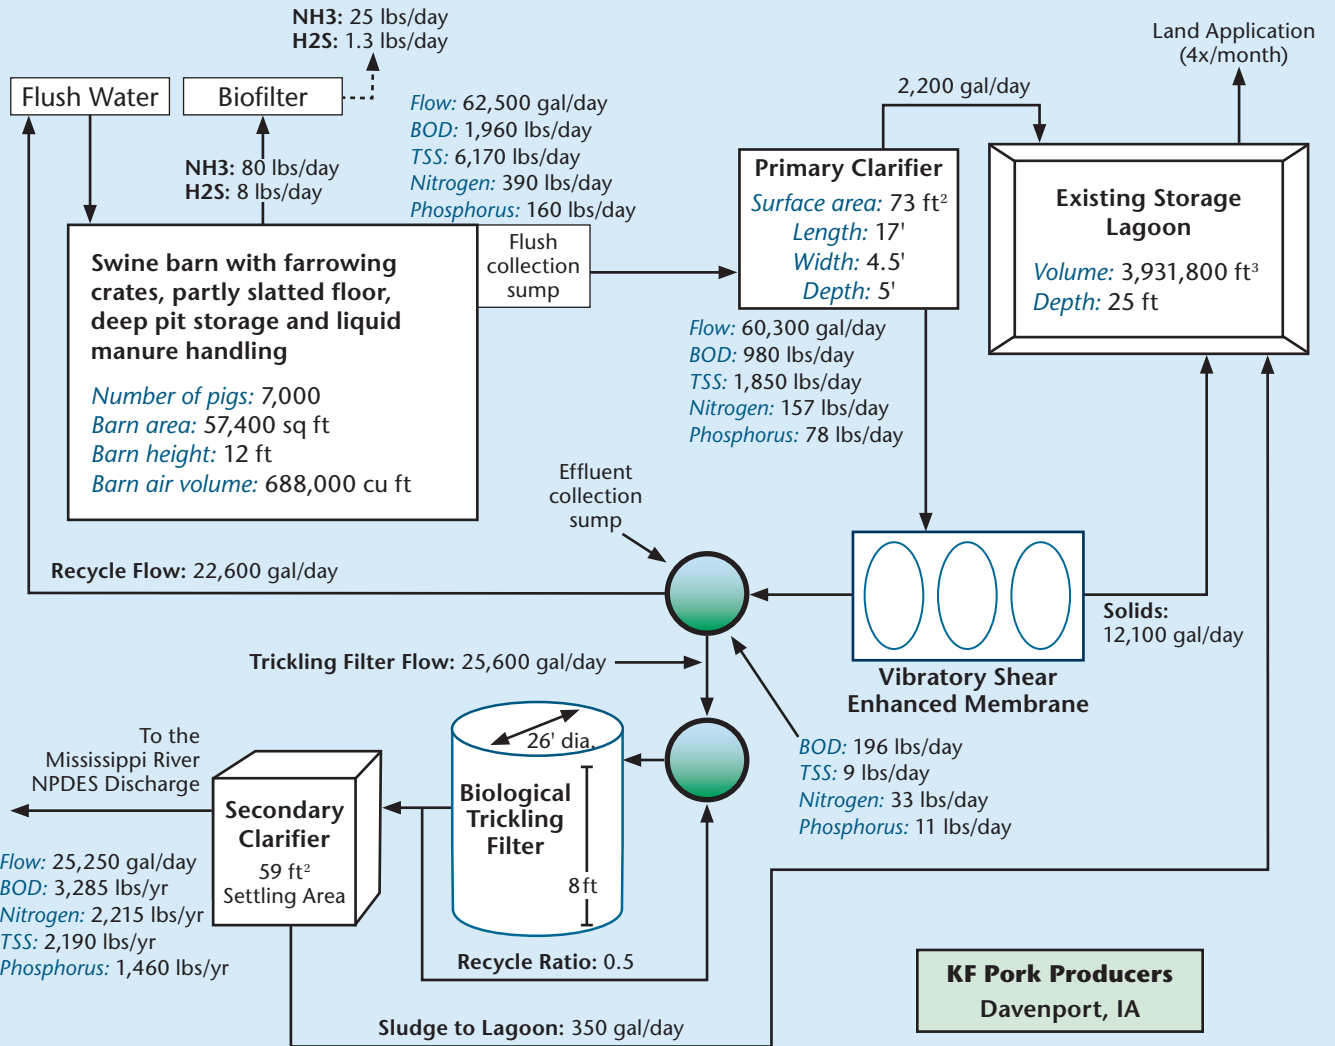 NH3: 25 lbs/day
H2S: 1.3 lbs/day
Land Application
(4x/month)
Flush Water
Biofilter
2,200 gal/day
Flow: 62,500 gal/day
BOD: 1,960 lbs/day
TSS: 6,170 lbs/day
Nitrogen: 390 lbs/day
Phosphorus: 160 lbs/day
NH3: 80 lbs/day
H2S: 8 lbs/day
Primary Clarifier
Surface area: 73 ft²
Length: 17'
Width: 4.5'
Depth: 5'
Existing Storage
Lagoon
Volume: 3,931,800 ft³
Depth: 25 ft
Flush
collection
sump
Swine barn with farrowing
crates, partly slatted floor,
deep pit storage and liquid
manure handling
Number of pigs: 7,000
Barn area: 57,400 sq ft
Barn height: 12 ft
Barn air volume: 688,000 cu ft
Flow: 60,300 gal/day
BOD: 980 lbs/day
TSS: 1,850 lbs/day
Nitrogen: 157 lbs/day
Phosphorus: 78 lbs/day
Effluent
collection
sump
Recycle Flow: 22,600 gal/day
Solids:
12,100 gal/day
Trickling Filter Flow: 25,600 gal/day
Vibratory Shear
Enhanced Membrane
BOD: 196 lbs/day
TSS: 9 lbs/day
Nitrogen: 33 lbs/day
Phosphorus: 11 lbs/day
26' dia.
Biological
Trickling
Filter
8 ft
To the
Mississippi River
NPDES Discharge
Secondary
Clarifier
59 ft²
Settling Area
Flow: 25,250 gal/day
BOD: 3,285 lbs/yr
Nitrogen: 2,215 lbs/yr
TSS: 2,190 lbs/yr
Phosphorus: 1,460 lbs/yr
Recycle Ratio: 0.5
Sludge to Lagoon: 350 gal/day
KF Pork Producers
Davenport, IA